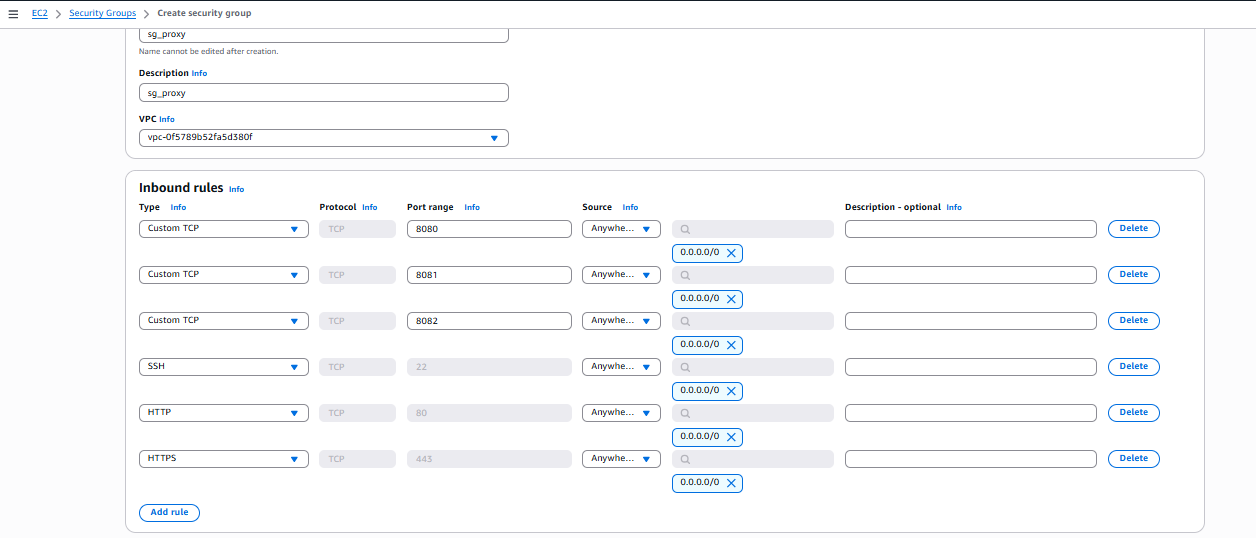 EC2 > Security Groups > Create security group
sg_proxy
Name cannot be edited after creation.
Description Info
sg_proxy
VPC Info
vpc-0f5789b52fa5d380f
Inbound rules Info
Type Info Protocol Info Port range Info Source Info Description - optional Info
Custom TCP TCP 8080 Anywhe... Delete
0.0.0.0/0
Custom TCP TCP 8081 Anywhe... Delete
0.0.0.0/0
Custom TCP TCP 8082 Anywhe... Delete
0.0.0.0/0
SSH TCP 22 Anywhe... Delete
0.0.0.0/0
HTTP TCP 80 Anywhe... Delete
0.0.0.0/0
HTTPS TCP 443 Anywhe... Delete
0.0.0.0/0
Add rule